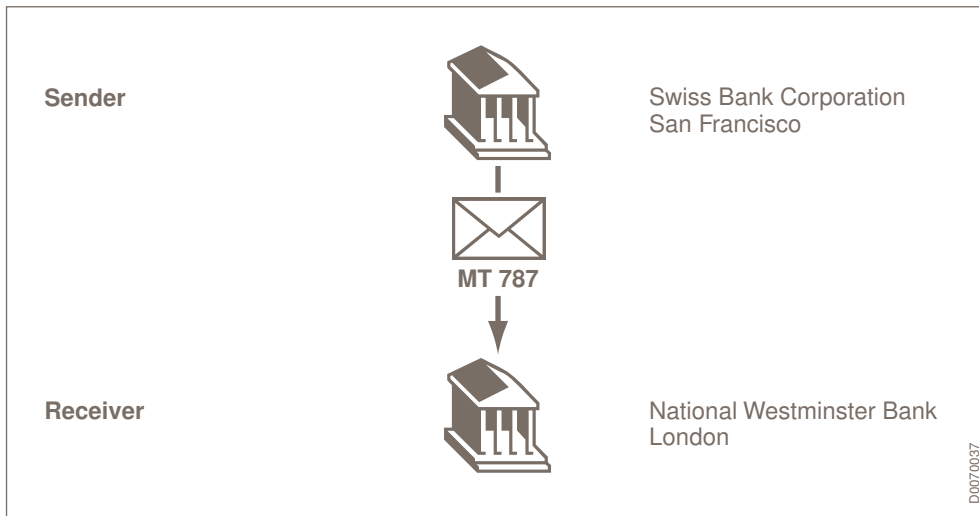 Sender
Swiss Bank Corporation
San Francisco
MT 787
Receiver
National Westminster Bank
London
D0070037